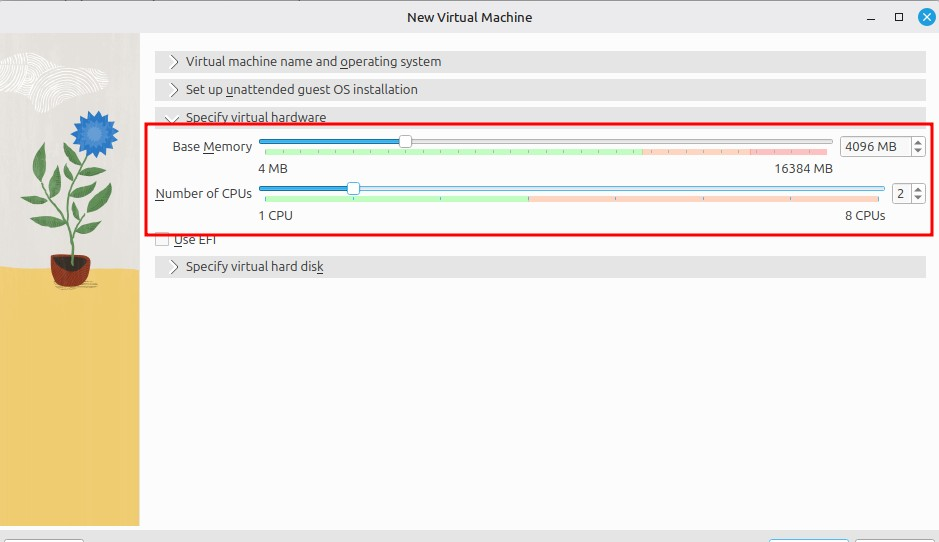 New Virtual Machine
Virtual machine name and operating system
Set up unattended guest OS installation
Specify virtual hardware
Base Memory 4096 MB
4 MB 16384 MB
Number of CPUs 2
1 CPU 8 CPUs
Use EFI
Specify virtual hard disk